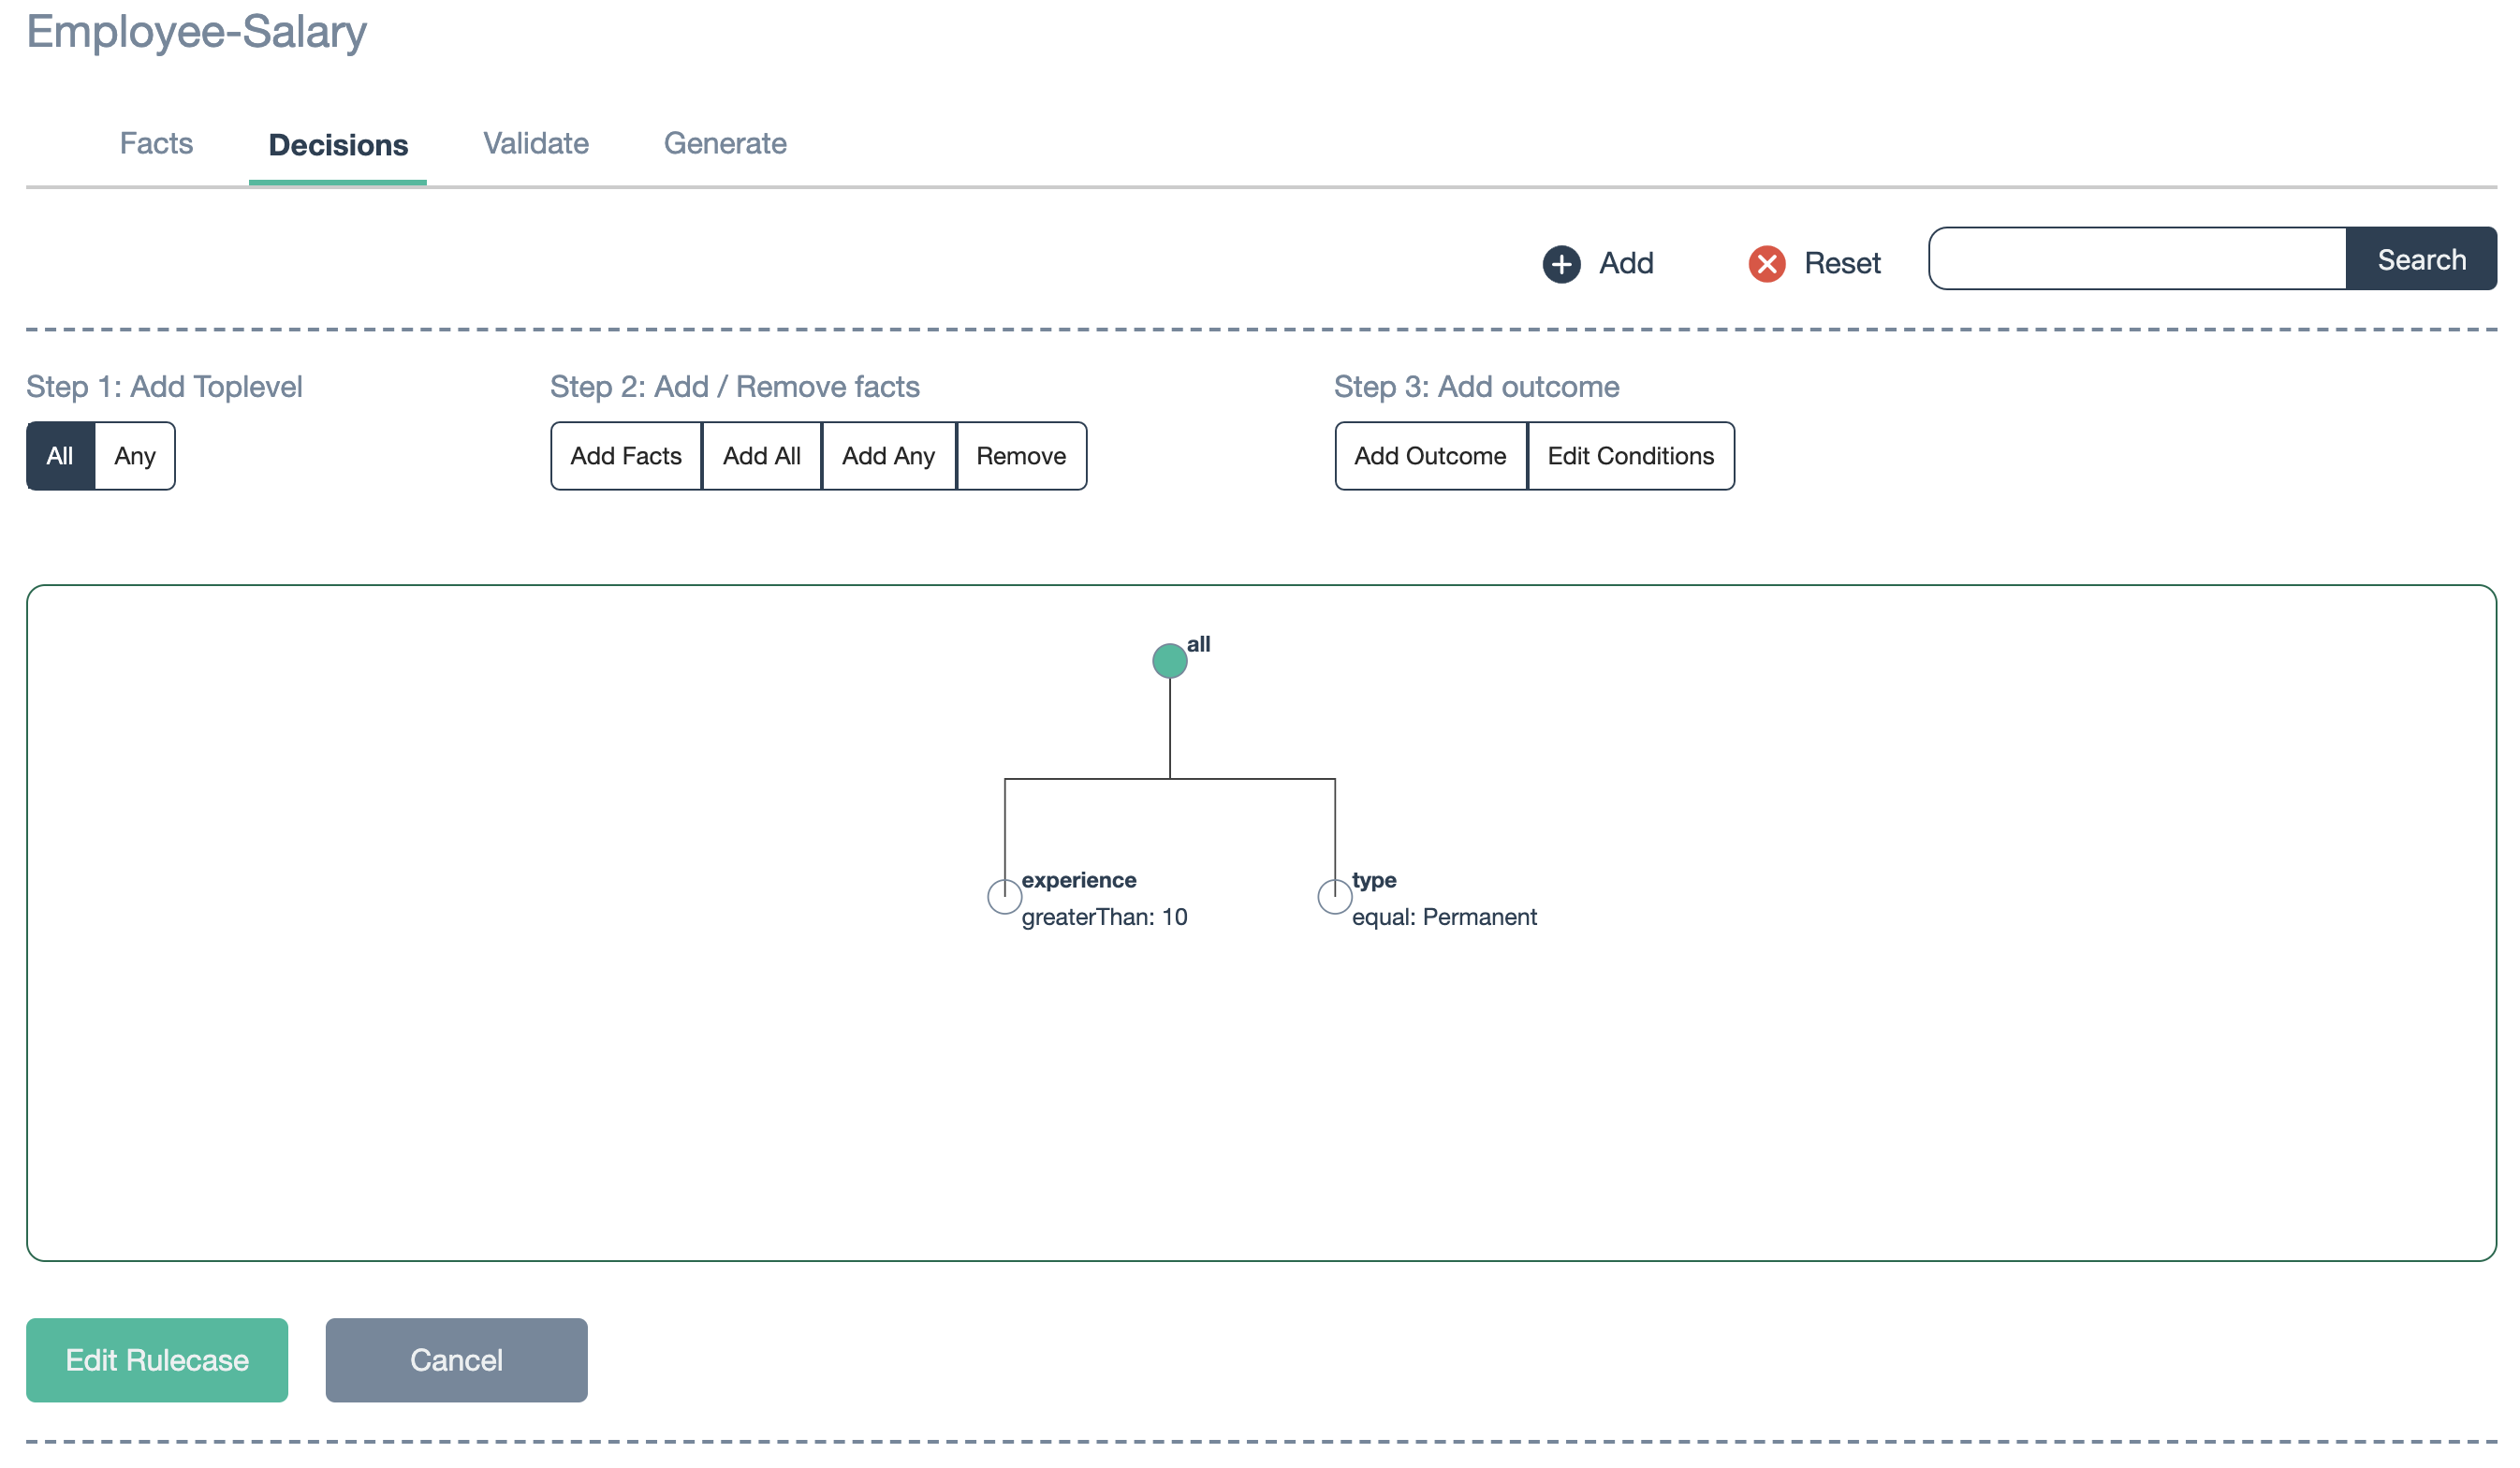 Employee-Salary
Facts Decisions Validate Generate
Add Reset Search
Step 1: Add Toplevel Step 2: Add / Remove facts Step 3: Add outcome
All Any Add Facts Add All Add Any Remove Add Outcome Edit Conditions
all
experience type
greaterThan: 10 equal: Permanent
Edit Rulecase Cancel